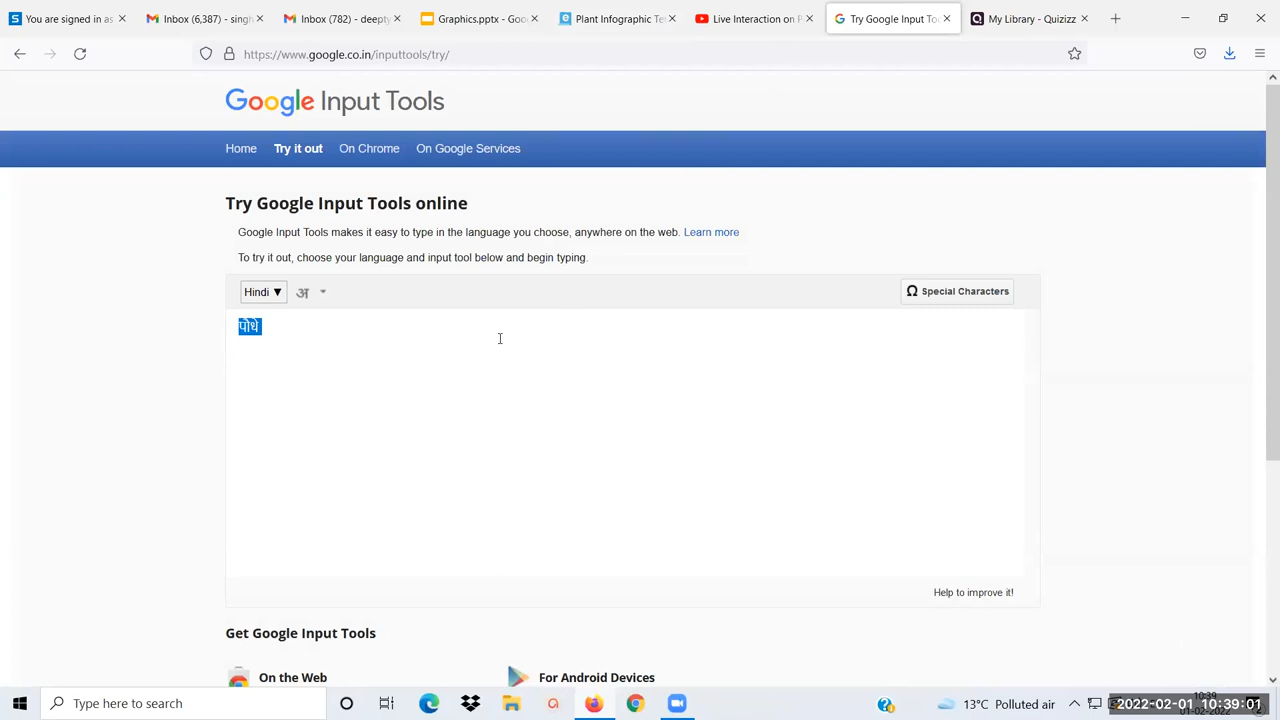 You are signed in as
Inbox (6,387) - singh
Inbox (782) - deepty
Graphics.pptx - Goo
Plant Infographic Te
Live Interaction on P
Try Google Input Too
My Library - Quizizz
https://www.google.co.in/inputtools/try/
Google Input Tools
Home Try it out On Chrome On Google Services
Try Google Input Tools online
Google Input Tools makes it easy to type in the language you choose, anywhere on the web. Learn more
To try it out, choose your language and input tool below and begin typing.
Hindi ▼ अ Ω Special Characters
पोधे
Help to improve it!
Get Google Input Tools
On the Web For Android Devices
Type here to search
13°C Polluted air
10:39
2022-02-01 10:39:01
01-02-2022